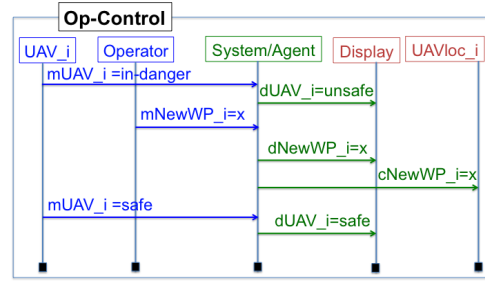 Op-Control
UAV_i Operator System/Agent Display UAVloc_i
mUAV_i =in-danger
dUAV_i=unsafe
mNewWP_i=x
dNewWP_i=x
cNewWP_i=x
mUAV_i =safe
dUAV_i=safe